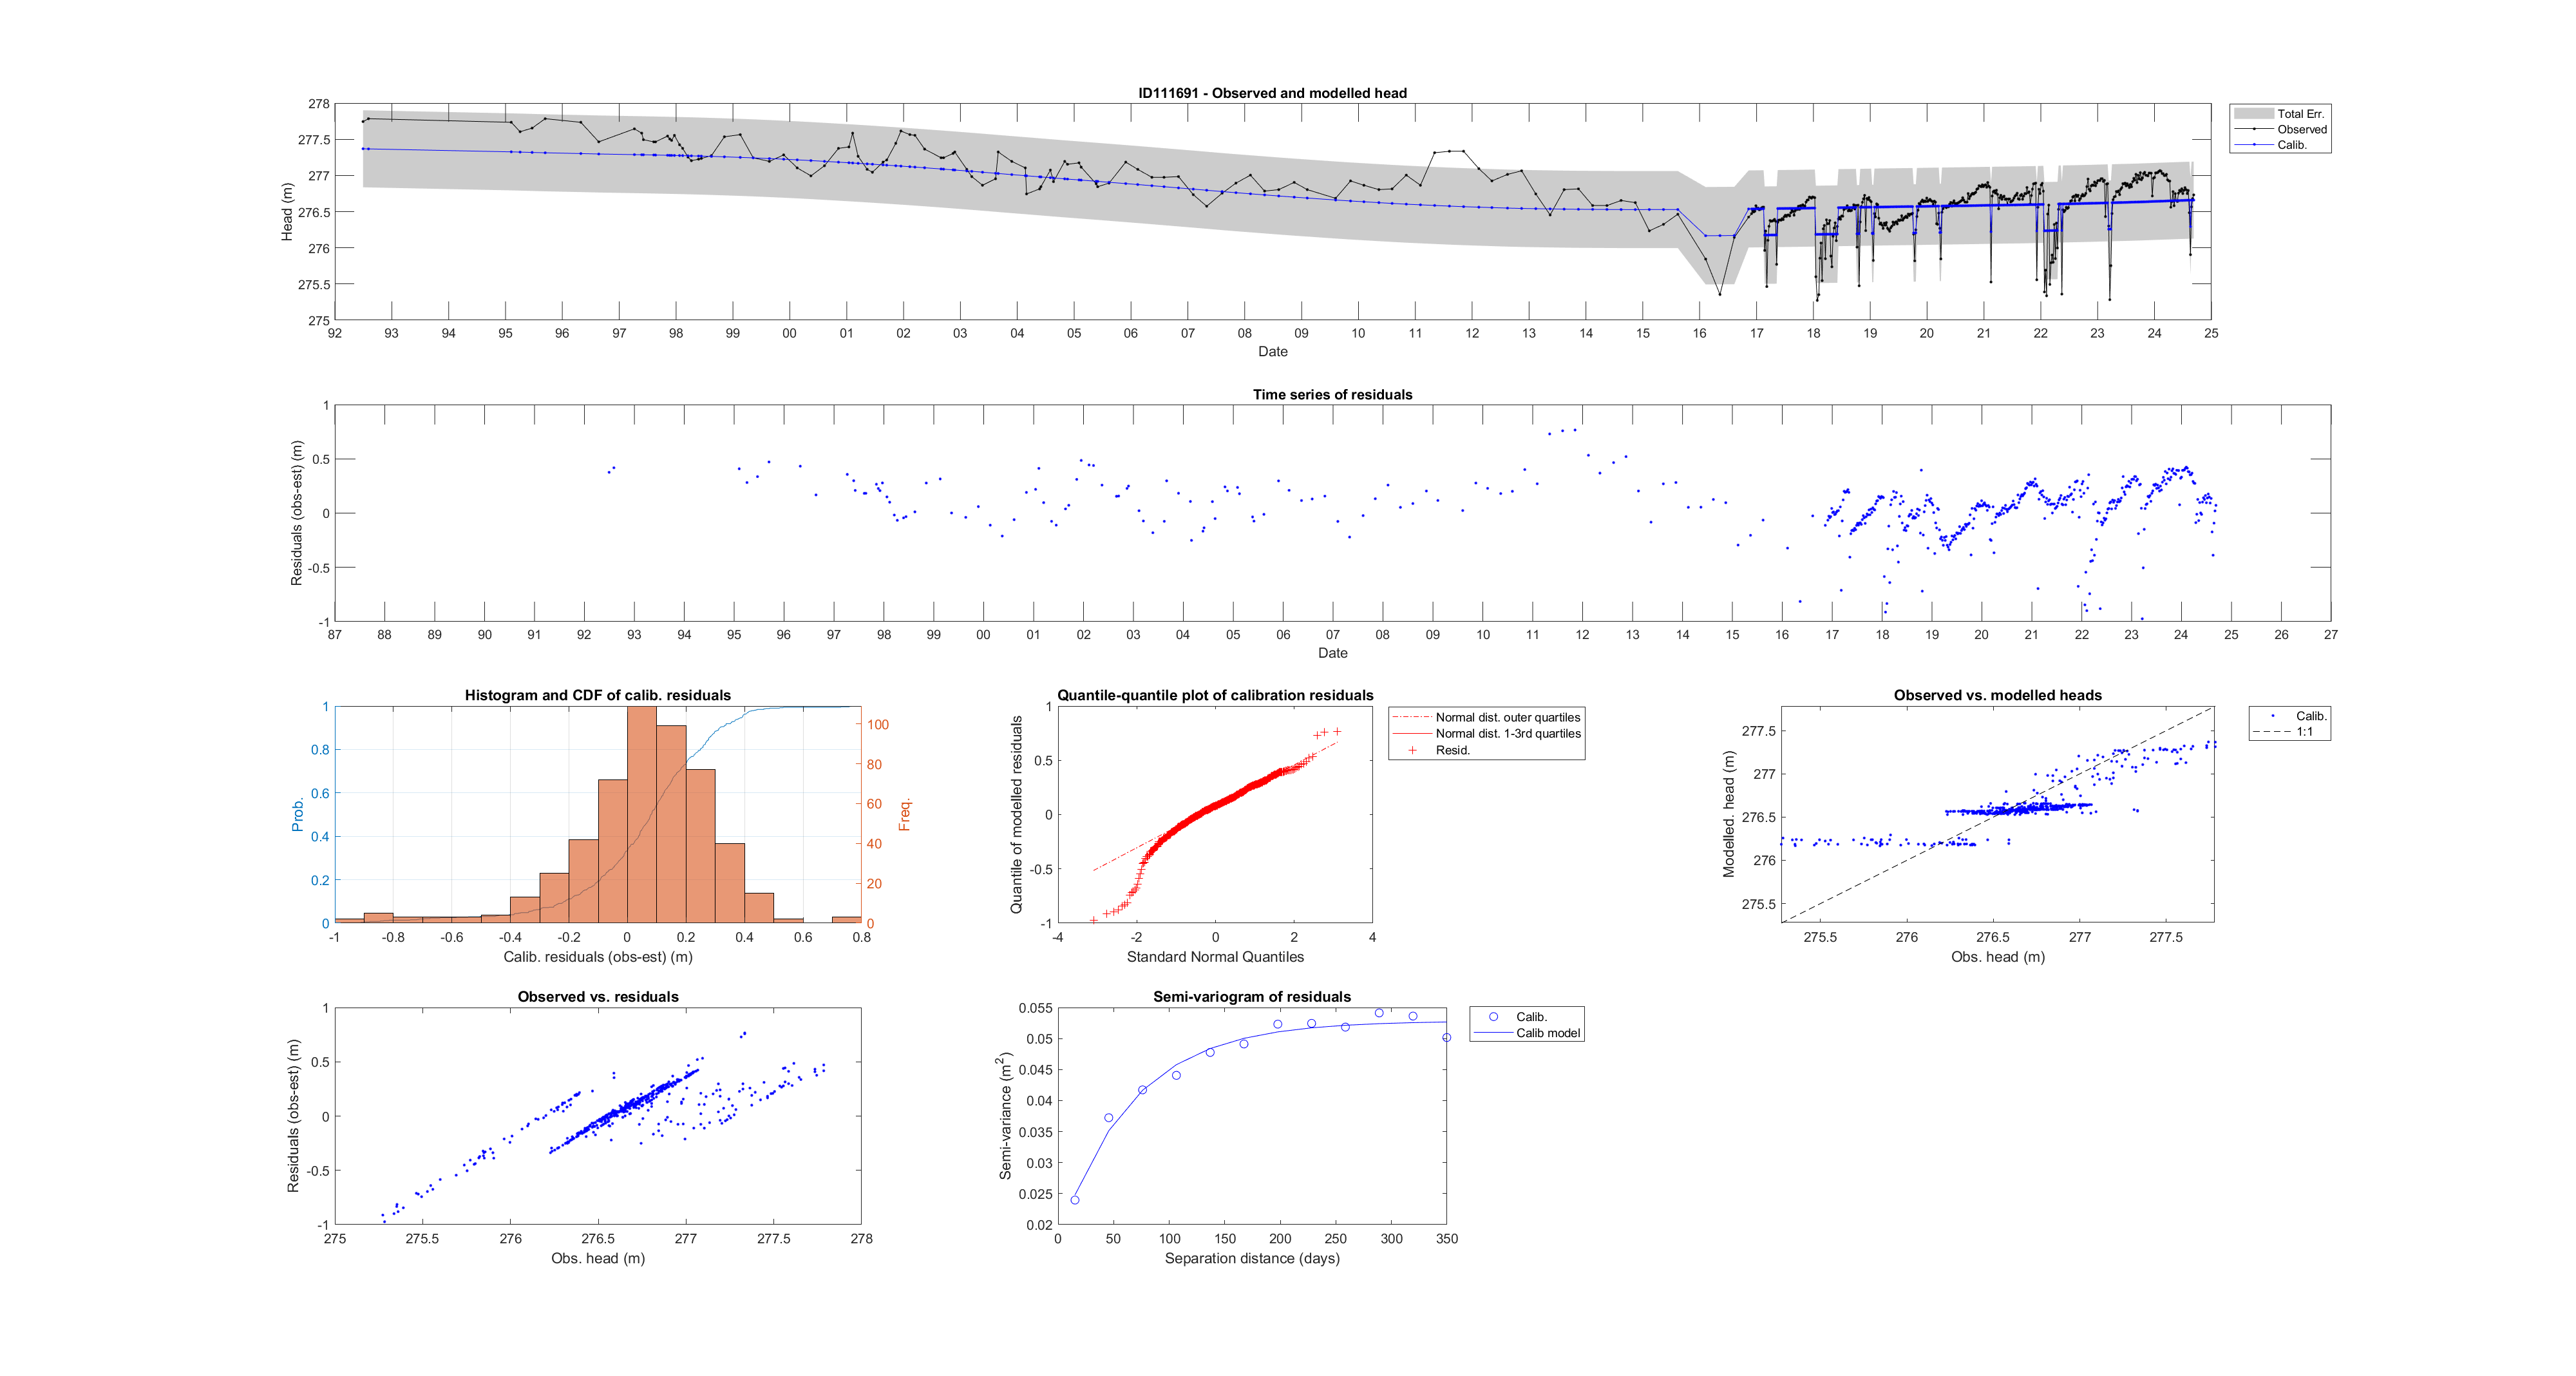 ID111691 - Observed and modelled head
Head (m)
278
277.5
277
276.5
276
275.5
275
92 93 94 95 96 97 98 99 00 01 02 03 04 05 06 07 08 09 10 11 12 13 14 15 16 17 18 19 20 21 22 23 24 25
Date
Total Err.
Observed
Calib.
Time series of residuals
Residuals (obs-est) (m)
1
0.5
0
-0.5
-1
87 88 89 90 91 92 93 94 95 96 97 98 99 00 01 02 03 04 05 06 07 08 09 10 11 12 13 14 15 16 17 18 19 20 21 22 23 24 25 26 27
Date
Histogram and CDF of calib. residuals
Prob.
1
0.8
0.6
0.4
0.2
0
100
80
60
40
20
0
Freq.
-1 -0.8 -0.6 -0.4 -0.2 0 0.2 0.4 0.6 0.8
Calib. residuals (obs-est) (m)
Quantile-quantile plot of calibration residuals
Quantile of modelled residuals
1
0.5
0
-0.5
-1
-4 -2 0 2 4
Standard Normal Quantiles
Normal dist. outer quartiles
Normal dist. 1-3rd quartiles
Resid.
Observed vs. modelled heads
Modelled. head (m)
277.5
277
276.5
276
275.5
275.5 276 276.5 277 277.5
Obs. head (m)
Calib.
1:1
Observed vs. residuals
Residuals (obs-est) (m)
1
0.5
0
-0.5
-1
275 275.5 276 276.5 277 277.5 278
Obs. head (m)
Semi-variogram of residuals
Semi-variance (m2)
0.055
0.05
0.045
0.04
0.035
0.03
0.025
0.02
0 50 100 150 200 250 300 350
Separation distance (days)
Calib.
Calib model